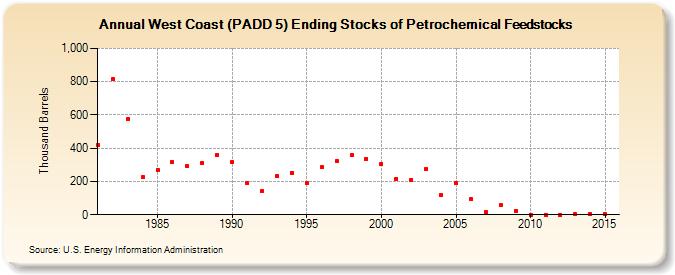 Annual West Coast (PADD 5) Ending Stocks of Petrochemical Feedstocks
Thousand Barrels
1,000
800
600
400
200
0
1985 1990 1995 2000 2005 2010 2015
Source: U.S. Energy Information Administration